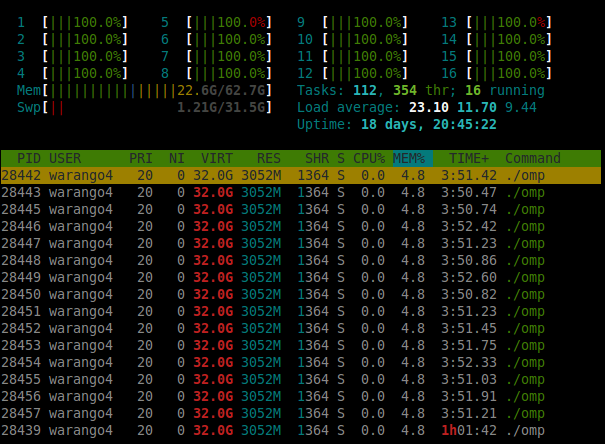 1 [|||100.0%] 5 [|||100.0%] 9 [|||100.0%] 13 [|||100.0%]
2 [|||100.0%] 6 [|||100.0%] 10 [|||100.0%] 14 [|||100.0%]
3 [|||100.0%] 7 [|||100.0%] 11 [|||100.0%] 15 [|||100.0%]
4 [|||100.0%] 8 [|||100.0%] 12 [|||100.0%] 16 [|||100.0%]
Mem[||||||||||||||||22.6G/62.7G] Tasks: 112, 354 thr; 16 running
Swp[|| 1.21G/31.5G] Load average: 23.10 11.70 9.44
Uptime: 18 days, 20:45:22
PID USER PRI NI VIRT RES SHR S CPU% MEM% TIME+ Command
28442 warango4 20 0 32.0G 3052M 1364 S 0.0 4.8 3:51.42 ./omp
28443 warango4 20 0 32.0G 3052M 1364 S 0.0 4.8 3:50.47 ./omp
28445 warango4 20 0 32.0G 3052M 1364 S 0.0 4.8 3:50.74 ./omp
28446 warango4 20 0 32.0G 3052M 1364 S 0.0 4.8 3:52.42 ./omp
28447 warango4 20 0 32.0G 3052M 1364 S 0.0 4.8 3:51.23 ./omp
28448 warango4 20 0 32.0G 3052M 1364 S 0.0 4.8 3:50.86 ./omp
28449 warango4 20 0 32.0G 3052M 1364 S 0.0 4.8 3:52.60 ./omp
28450 warango4 20 0 32.0G 3052M 1364 S 0.0 4.8 3:50.82 ./omp
28451 warango4 20 0 32.0G 3052M 1364 S 0.0 4.8 3:51.23 ./omp
28452 warango4 20 0 32.0G 3052M 1364 S 0.0 4.8 3:51.45 ./omp
28453 warango4 20 0 32.0G 3052M 1364 S 0.0 4.8 3:51.75 ./omp
28454 warango4 20 0 32.0G 3052M 1364 S 0.0 4.8 3:52.33 ./omp
28455 warango4 20 0 32.0G 3052M 1364 S 0.0 4.8 3:51.03 ./omp
28456 warango4 20 0 32.0G 3052M 1364 S 0.0 4.8 3:51.91 ./omp
28457 warango4 20 0 32.0G 3052M 1364 S 0.0 4.8 3:51.21 ./omp
28439 warango4 20 0 32.0G 3052M 1364 S 0.0 4.8 1h01:42 ./omp